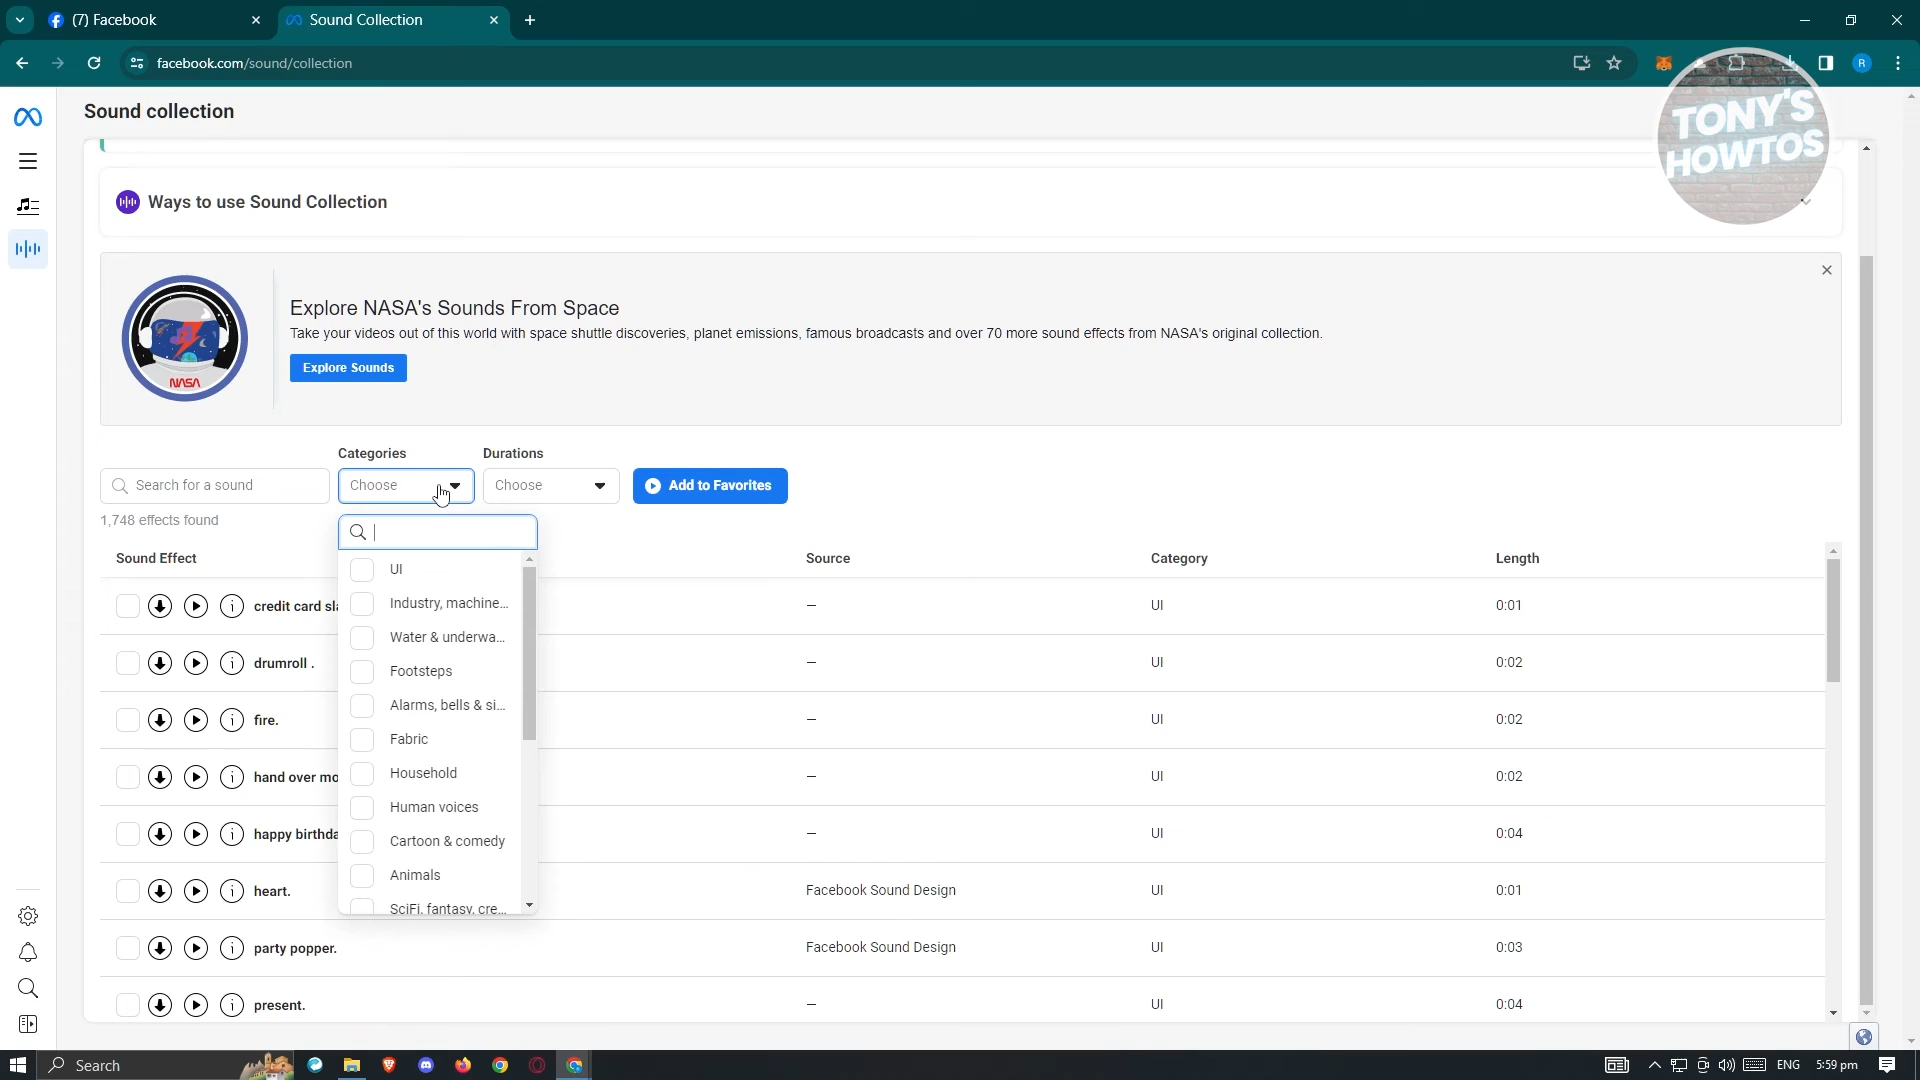 (7) Facebook
Sound Collection
facebook.com/sound/collection
R
TONY'S
HOWTOS
Sound collection
Ways to use Sound Collection
NASA
Explore NASA's Sounds From Space
Take your videos out of this world with space shuttle discoveries, planet emissions, famous broadcasts and over 70 more sound effects from NASA's original collection.
Explore Sounds
Categories
Durations
Search for a sound
Choose
Choose
Add to Favorites
1,748 effects found
Sound Effect
Source
Category
Length
UI
Industry, machine...
Water & underwa...
Footsteps
Alarms, bells & si...
Fabric
Household
Human voices
Cartoon & comedy
Animals
SciFi, fantasy, cre...
credit card sl
— UI 0:01
drumroll .
— UI 0:02
fire.
— UI 0:02
hand over mo
— UI 0:02
happy birthda
— UI 0:04
heart.
Facebook Sound Design UI 0:01
party popper.
Facebook Sound Design UI 0:03
present.
— UI 0:04
Search
ENG
5:59 pm